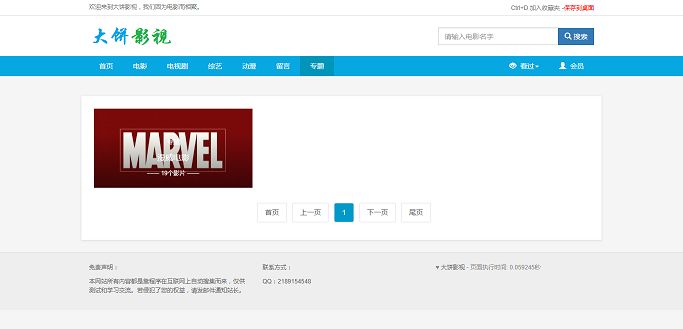 欢迎来到大饼影视，我们因为电影而相聚。
Ctrl+D 加入收藏夹 -保存到桌面
大饼影视
请输入电影名字
搜索
首页 电影 电视剧 综艺 动漫 留言 专题 看过 会员
MARVEL
漫威电影
19个影片
首页 上一页 1 下一页 尾页
免责声明：
本网站所有内容都是靠程序在互联网上自动搜集而来，仅供
测试和学习交流。若侵犯了您的权益，请发邮件通知站长。
联系方式：
QQ：2189154548
♥ 大饼影视 - 页面执行时间: 0.059245秒